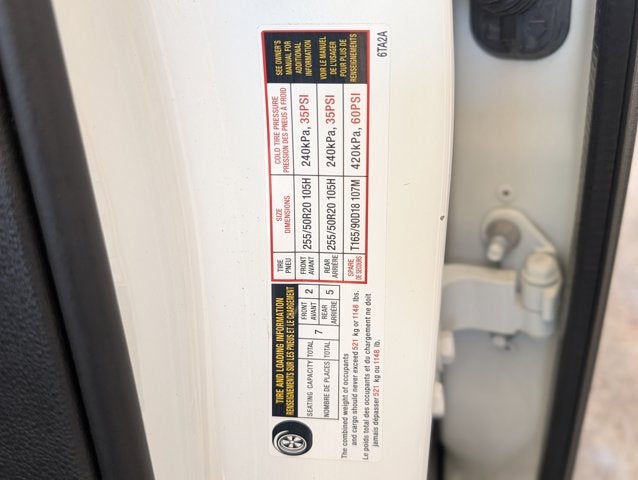 TIRE AND LOADING INFORMATION
RENSEIGNEMENTS SUR LES PNEUS ET LE CHARGEMENT
SEATING CAPACITY TOTAL 7 FRONT AVANT 2 REAR ARRIÈRE 5
NOMBRE DE PLACES TOTAL
The combined weight of occupants
and cargo should never exceed 521 kg or 1148 lbs.
Le poids total des occupants et du chargement ne doit
jamais dépasser 521 kg ou 1148 lb.
TIRE PNEU
SIZE DIMENSIONS
COLD TIRE PRESSURE
PRESSION DES PNEUS À FROID
FRONT AVANT 255/50R20 105H 240kPa, 35PSI
REAR ARRIÈRE 255/50R20 105H 240kPa, 35PSI
SPARE DE SECOURS T165/90D18 107M 420kPa, 60PSI
SEE OWNER'S
MANUAL FOR
ADDITIONAL
INFORMATION
VOIR LE MANUEL
DE L'USAGER
POUR PLUS DE
RENSEIGNEMENTS
6TA2A